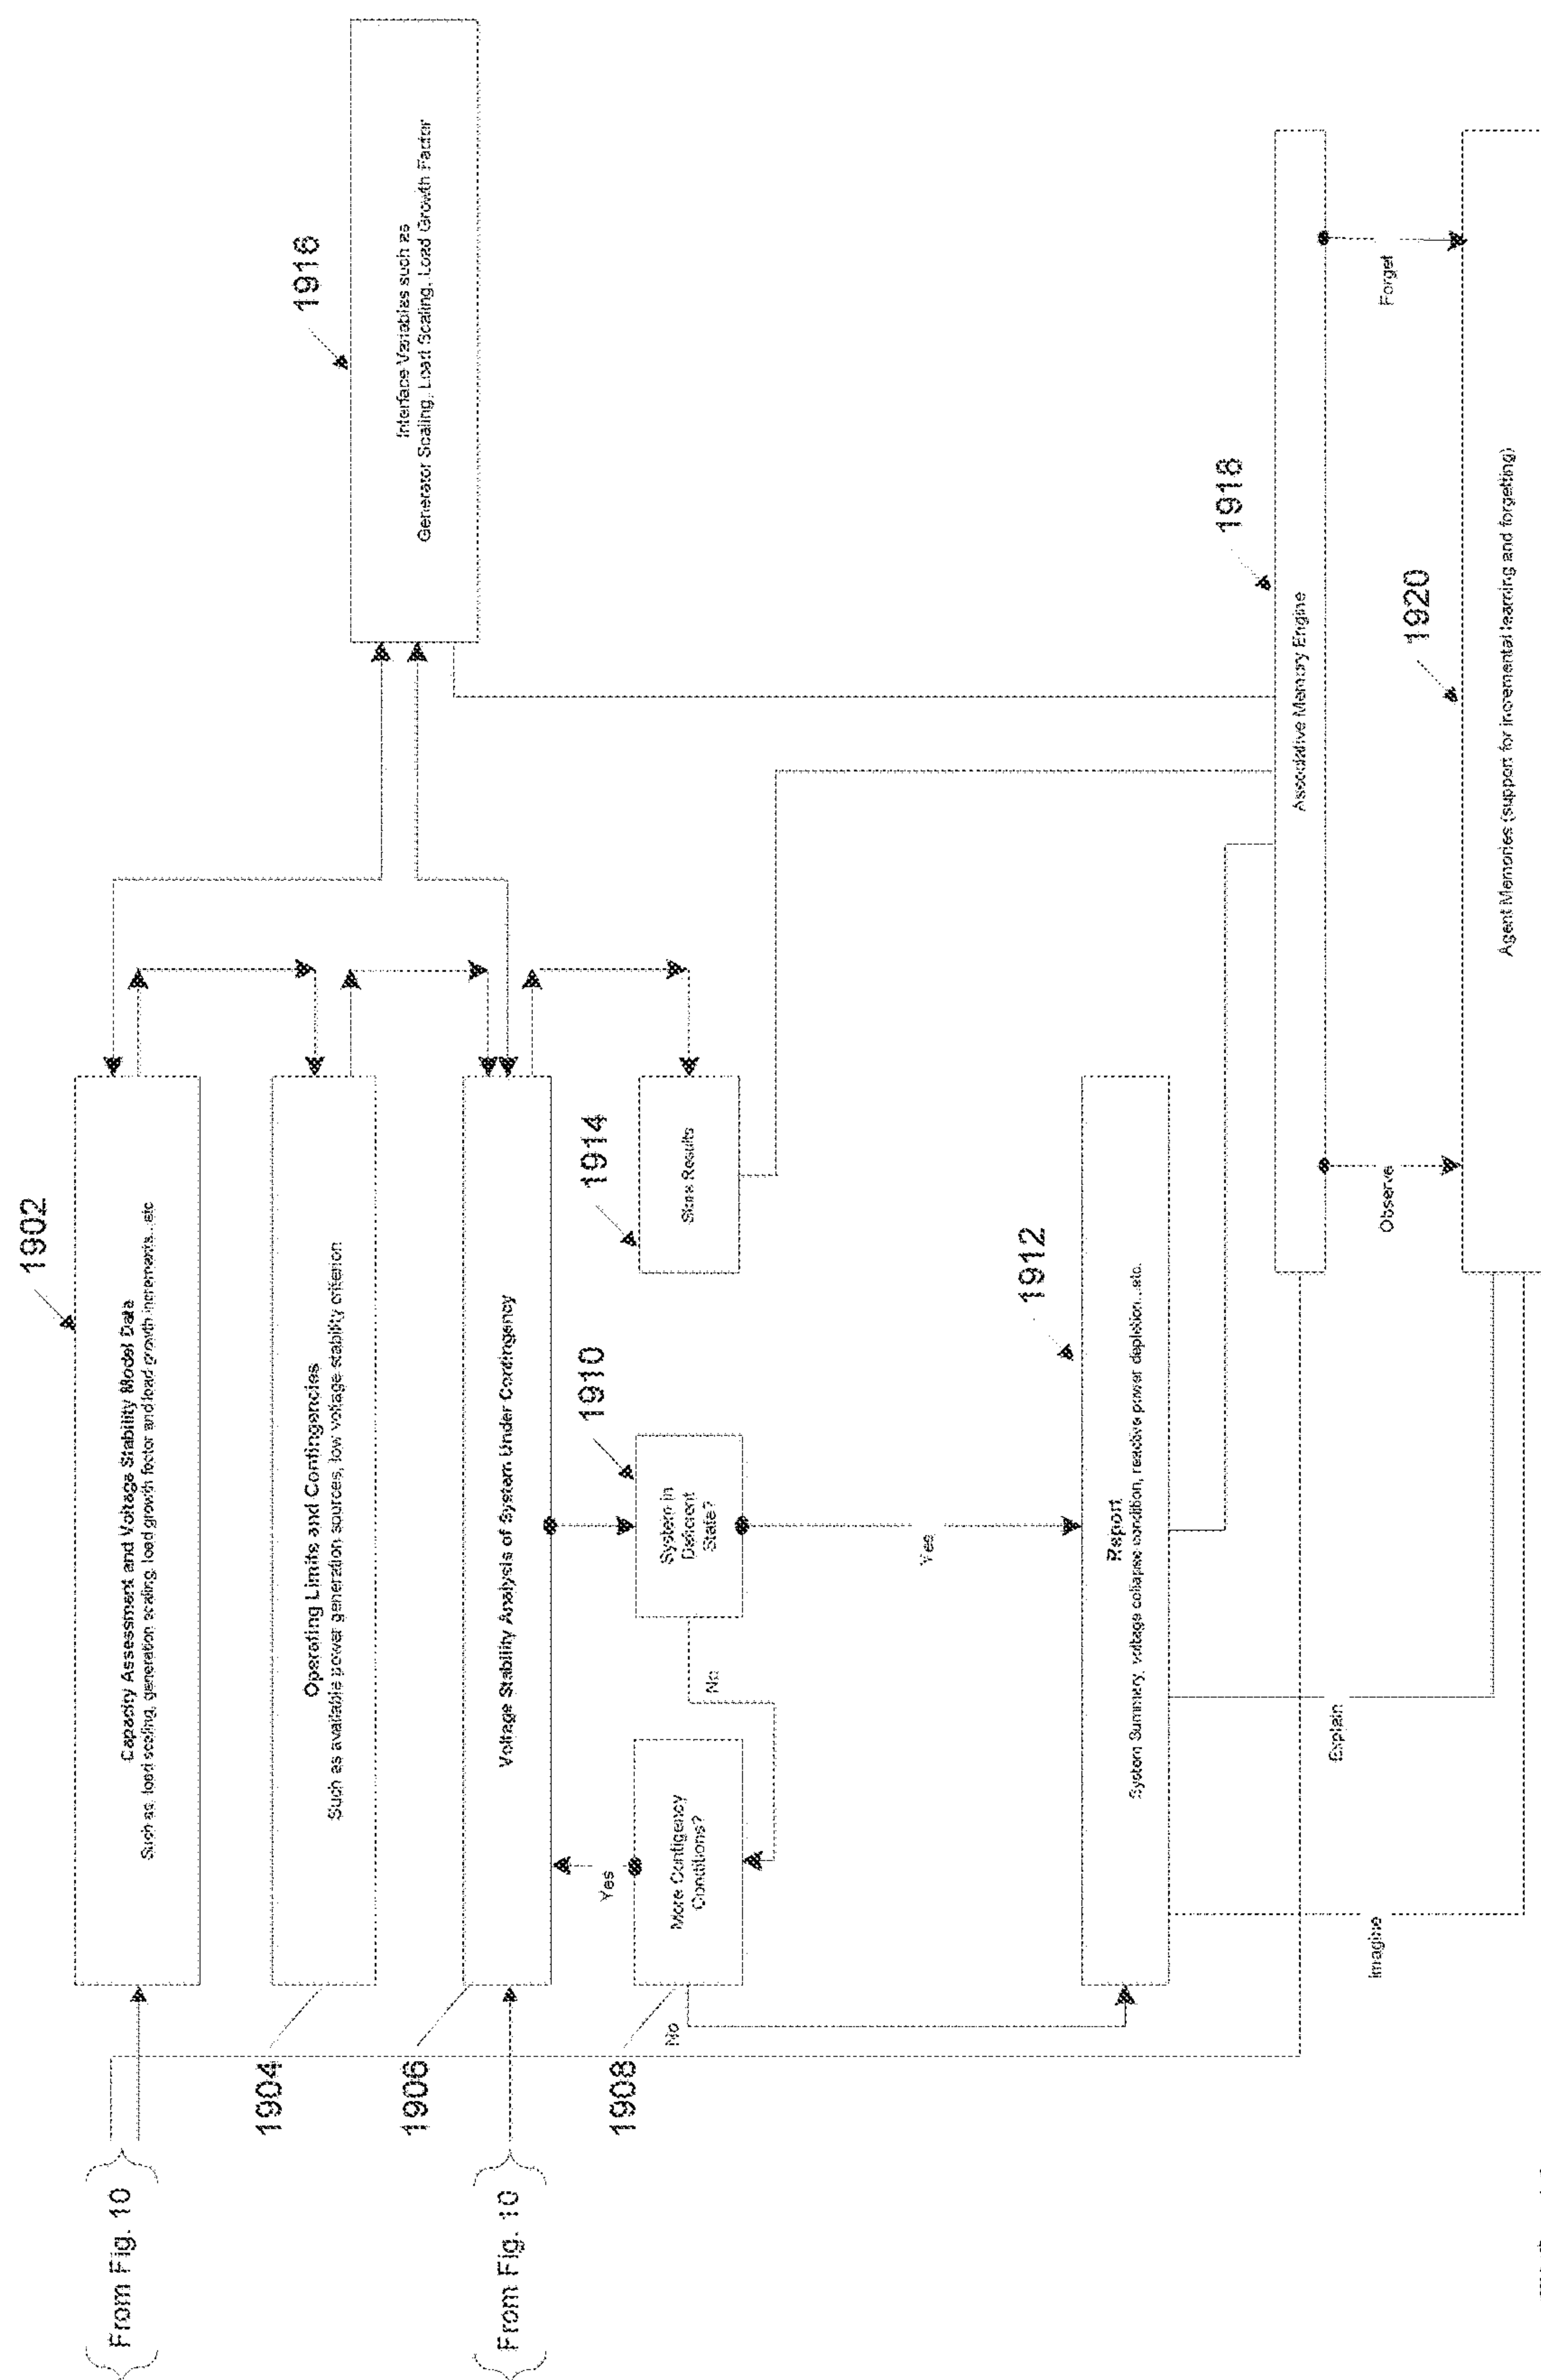 From Fig. 10
From Fig. 10
1902
Capacity Assessment and Voltage Stability Model Data
Such as, load scaling, generation scaling, load growth factor and load growth increments...etc
1904
Operating Limits and Contingencies
Such as available power generation sources, low voltage stability criterion
1906
Voltage Stability Analysis of System Under Contingency
1908
More Contigency
Conditions?
Yes
No
No
1910
System in
Deficient
State?
Yes
1914
Store Results
1912
Report
System Summary, voltage collapse condition, reactive power depletion...etc.
1916
Interface Variables such as
Generator Scaling, Load Scaling, Load Growth Factor
1918
Associative Memory Engine
Observe
Forget
Explain
Imagine
1920
Agent Memories (support for incremental learning and forgetting)